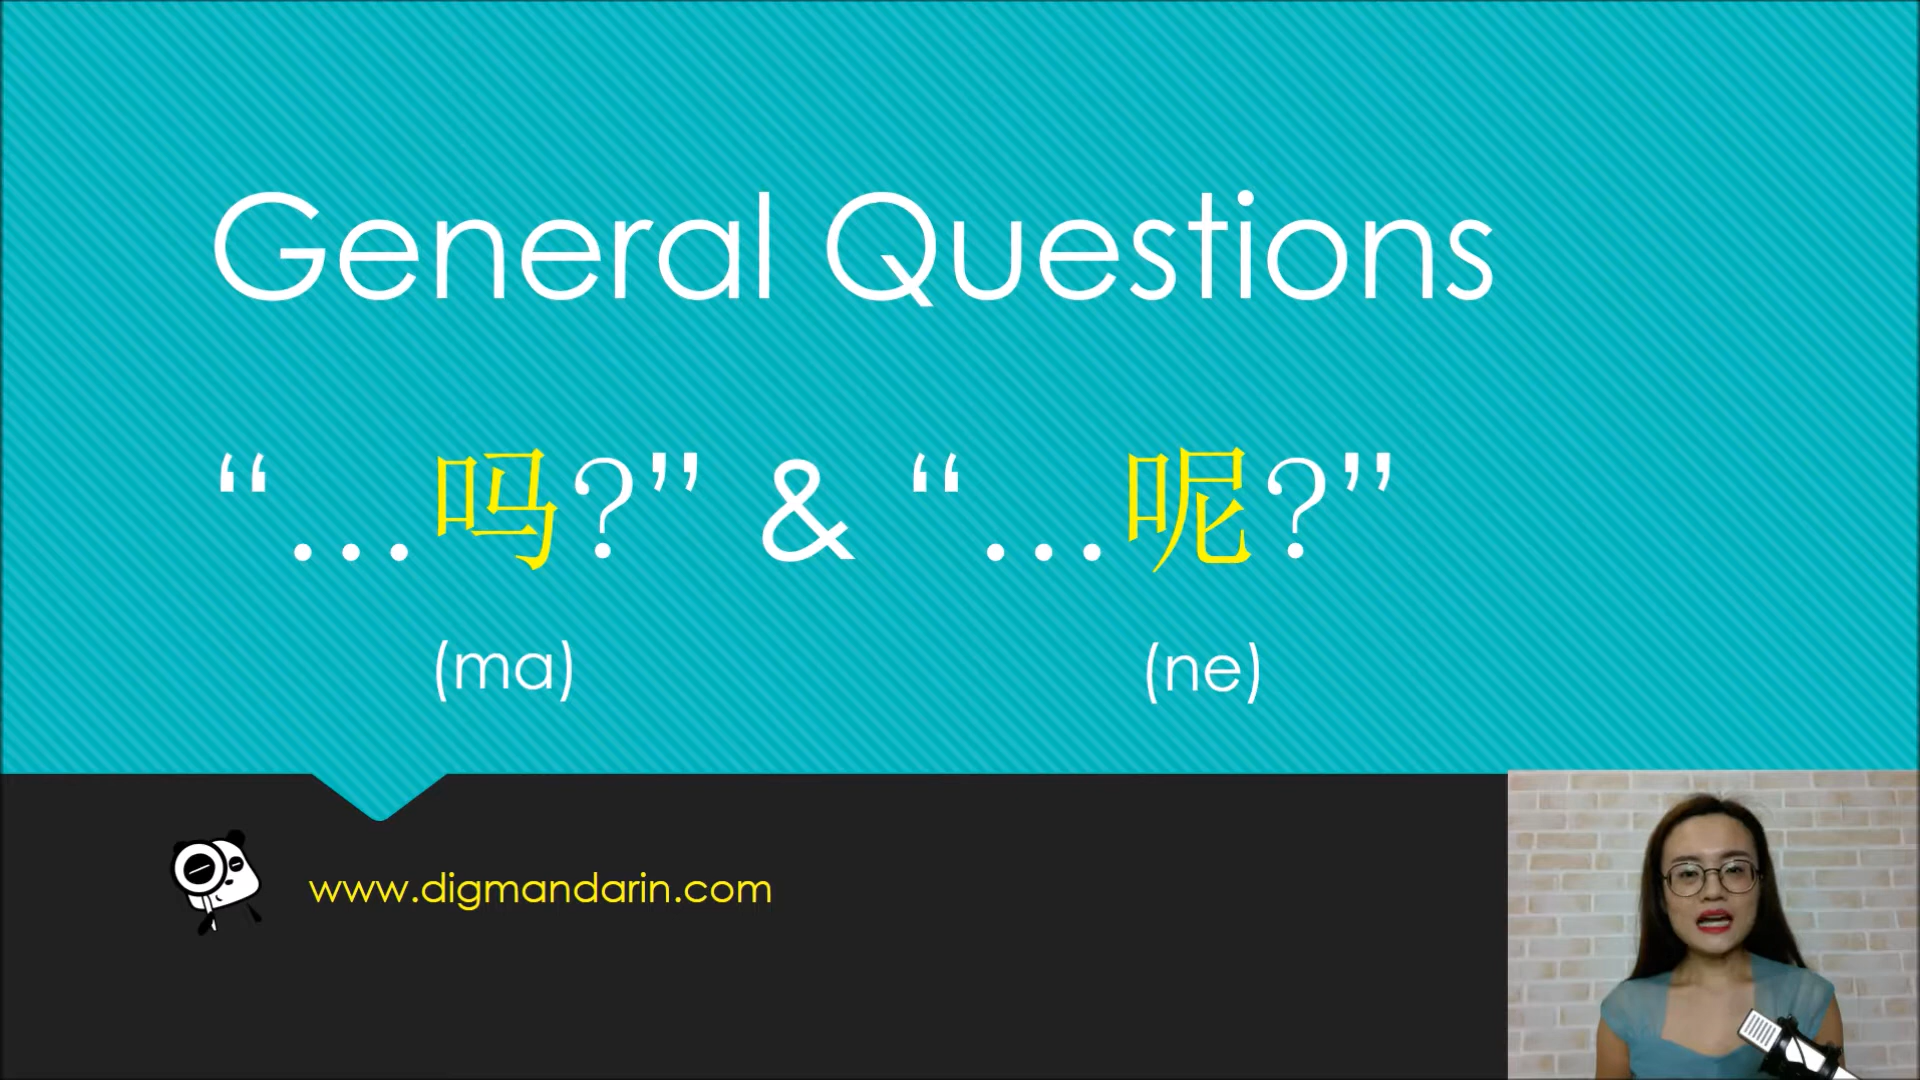 General Questions
“...吗?” & “...呢?”
(ma) (ne)
www.digmandarin.com